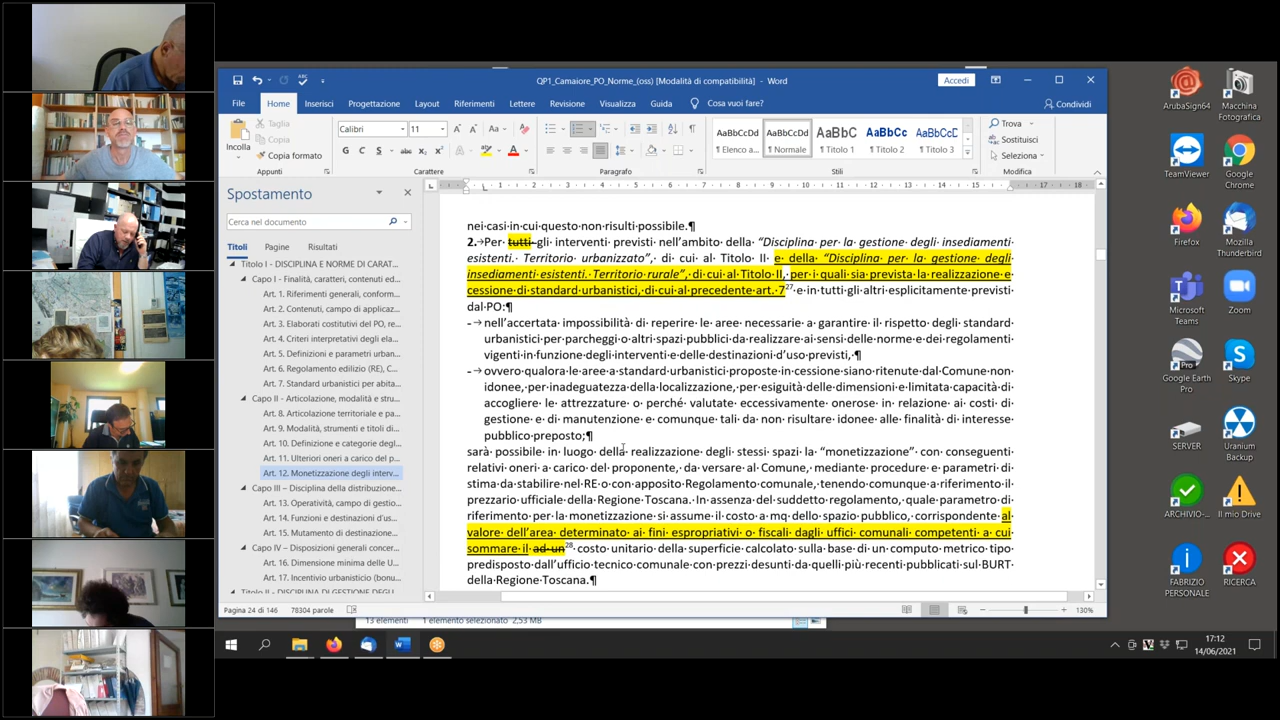 QP1_Camaiore_PO_Norme_(oss) [Modalità di compatibilità] - Word
Accedi
File Home Inserisci Progettazione Layout Riferimenti Lettere Revisione Visualizza Guida Cosa vuoi fare? Condividi
Incolla
Taglia
Copia
Copia formato
Calibri 11
Carattere
Paragrafo
AaBbCcDd AaBbCcDd AaBbC AaBbCc AaBbCcD
¶ Elenco a... ¶ Normale ¶ Titolo 1 ¶ Titolo 2 ¶ Titolo 3
Stili
Trova
Sostituisci
Seleziona
Modifica
Spostamento
Cerca nel documento
Titoli Pagine Risultati
Titolo I - DISCIPLINA E NORME DI CARAT...
Capo I - Finalità, caratteri, contenuti ed...
Art. 1. Riferimenti generali, conform...
Art. 2. Contenuti, campo di applicaz...
Art. 3. Elaborati costitutivi del PO, re...
Art. 4. Criteri interpretativi degli ela...
Art. 5. Definizioni e parametri urban...
Art. 6. Regolamento edilizio (RE), C...
Art. 7. Standard urbanistici per abita...
Capo II - Articolazione, modalità e stru...
Art. 8. Articolazione territoriale e pa...
Art. 9. Modalità, strumenti e titoli di...
Art. 10. Definizione e categorie degl...
Art. 11. Ulteriori oneri a carico del p...
Art. 12. Monetizzazione degli interv...
Capo III – Disciplina della distribuzione...
Art. 13. Operatività, campo di gestio...
Art. 14. Funzioni e destinazioni d'us...
Art. 15. Mutamento di destinazione...
Capo IV – Disposizioni generali concer...
Art. 16. Dimensione minima delle U...
Art. 17. Incentivio urbanisticio (bonu...
Titolo II - DISCIPLINA DI GESTIONE DEGL...
nei casi in cui questo non risulti possibile.¶
2. → Per tutti gli interventi previsti nell'ambito della “Disciplina per la gestione degli insediamenti
esistenti. Territorio urbanizzato”, di cui al Titolo II e della “Disciplina per la gestione degli
insediamenti esistenti. Territorio rurale”, di cui al Titolo II, per i quali sia prevista la realizzazione e
cessione di standard urbanistici, di cui al precedente art. 7²⁷ e in tutti gli altri esplicitamente previsti
dal PO:¶
- → nell'accertata impossibilità di reperire le aree necessarie a garantire il rispetto degli standard
urbanistici per parcheggi o altri spazi pubblici da realizzare ai sensi delle norme e dei regolamenti
vigenti in funzione degli interventi e delle destinazioni d'uso previsti, ¶
- → ovvero qualora le aree a standard urbanistici proposte in cessione siano ritenute dal Comune non
idonee, per inadeguatezza della localizzazione, per esiguità delle dimensioni e limitata capacità di
accogliere le attrezzature o perché valutate eccessivamente onerose in relazione ai costi di
gestione e di manutenzione e comunque tali da non risultare idonee alle finalità di interesse
pubblico preposto;¶
sarà possibile in luogo della realizzazione degli stessi spazi la “monetizzazione” con conseguenti
relativi oneri a carico del proponente, da versare al Comune, mediante procedure e parametri di
stima da stabilire nel RE o con apposito Regolamento comunale, tenendo comunque a riferimento il
prezzario ufficiale della Regione Toscana. In assenza del suddetto regolamento, quale parametro di
riferimento per la monetizzazione si assume il costo a mq dello spazio pubblico, corrispondente al
valore dell'area determinato ai fini espropriativi o fiscali dagli uffici comunali competenti a cui
sommare il ad un²⁸ costo unitario della superficie calcolato sulla base di un computo metrico tipo
predisposto dall'ufficio tecnico comunale con prezzi desunti da quelli più recenti pubblicati sul BURT
della Regione Toscana.¶
Pagina 24 di 146 78304 parole 130%
13 elementi 1 elemento selezionato 2,53 MB
ArubaSign64
Macchina Fotografica
TeamViewer
Google Chrome
Firefox
Mozilla Thunderbird
Microsoft Teams
Zoom
Google Earth Pro
Skype
SERVER
Uranium Backup
ARCHIVIO-...
Il mio Drive
FABRIZIO PERSONALE
RICERCA
17:12
14/06/2021